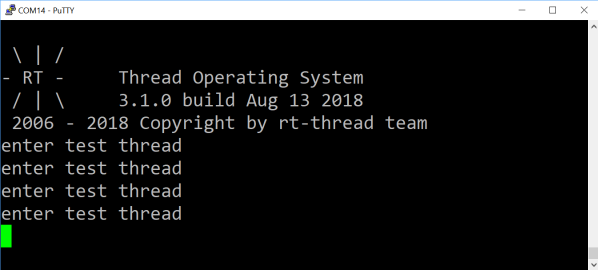 COM14 - PuTTY
\ | /
- RT -     Thread Operating System
/ | \     3.1.0 build Aug 13 2018
2006 - 2018 Copyright by rt-thread team
enter test thread
enter test thread
enter test thread
enter test thread